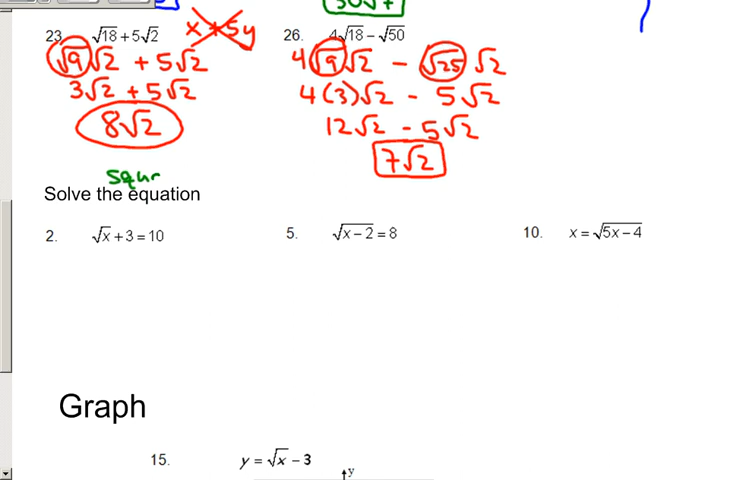 23. √18 + 5√2 x + 5y
√9 √2 + 5√2
3√2 + 5√2
8√2
26. 4√18 − √50
4√9 √2 − √25 √2
4(3)√2 − 5√2
12√2 − 5√2
7√2
squr
Solve the equation
2. √x + 3 = 10
5. √x−2 = 8
10. x = √5x−4
Graph
15. y = √x − 3
y